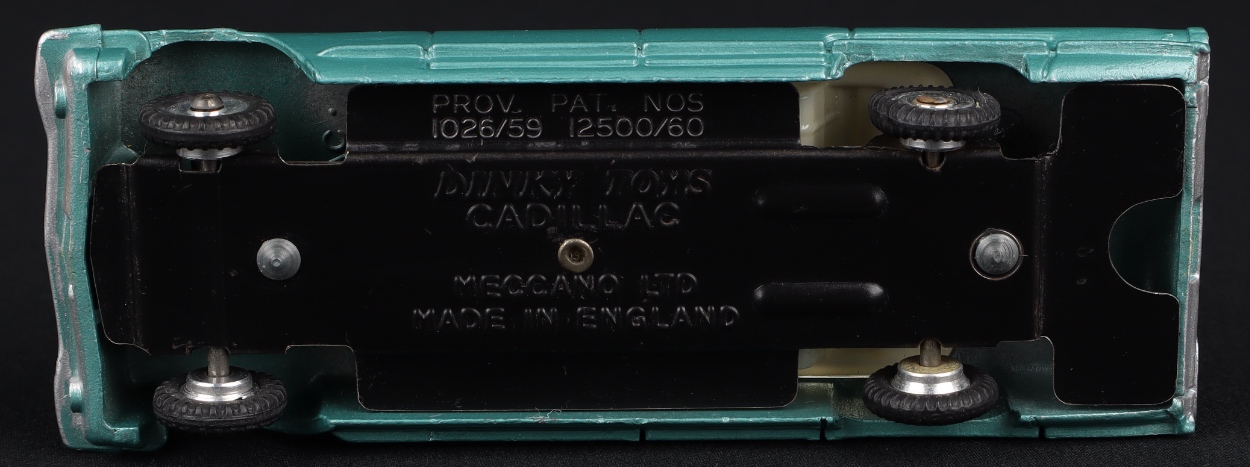 PROV. PAT. NOS
1026/59 12500/60
DINKY TOYS
CADILLAC
MECCANO LTD
MADE IN ENGLAND